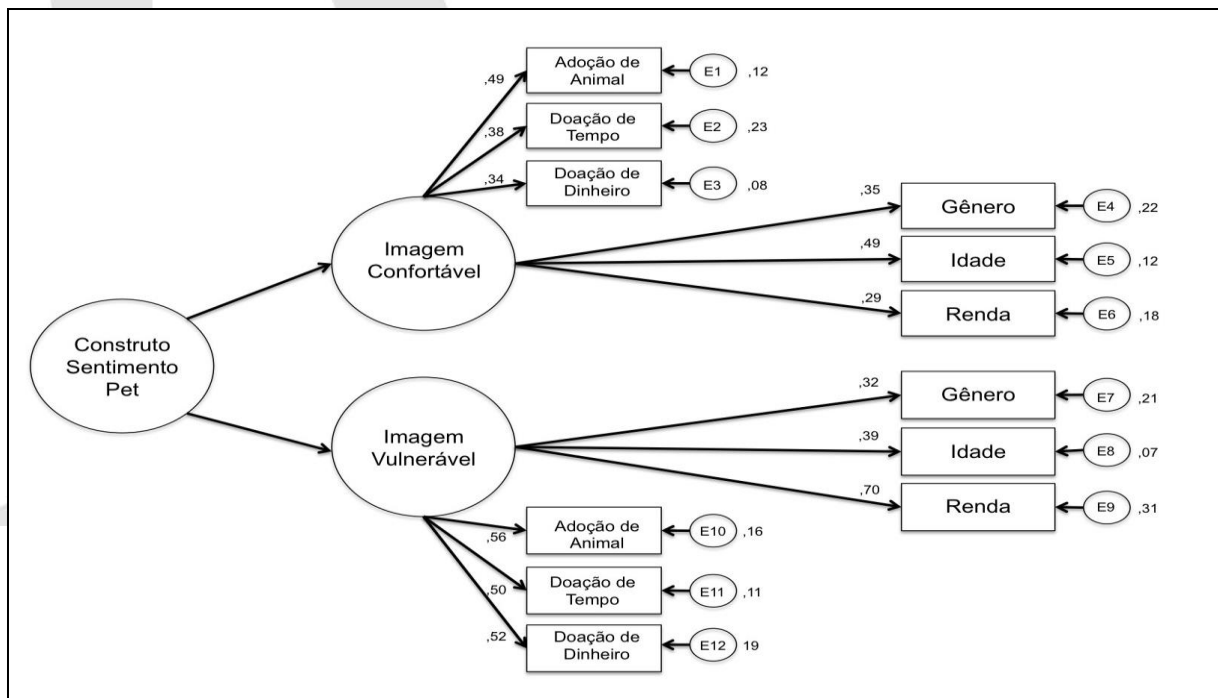 Adoção de
Animal
E1
,12
,49
Doação de
Tempo
E2
,23
,38
Doação de
Dinheiro
E3
,08
,34
Imagem
Confortável
,35
Gênero
E4
,22
,49
Idade
E5
,12
,29
Renda
E6
,18
Construto
Sentimento
Pet
Imagem
Vulnerável
,32
Gênero
E7
,21
,39
Idade
E8
,07
,70
Renda
E9
,31
,56
Adoção de
Animal
E10
,16
,50
Doação de
Tempo
E11
,11
,52
Doação de
Dinheiro
E12
19